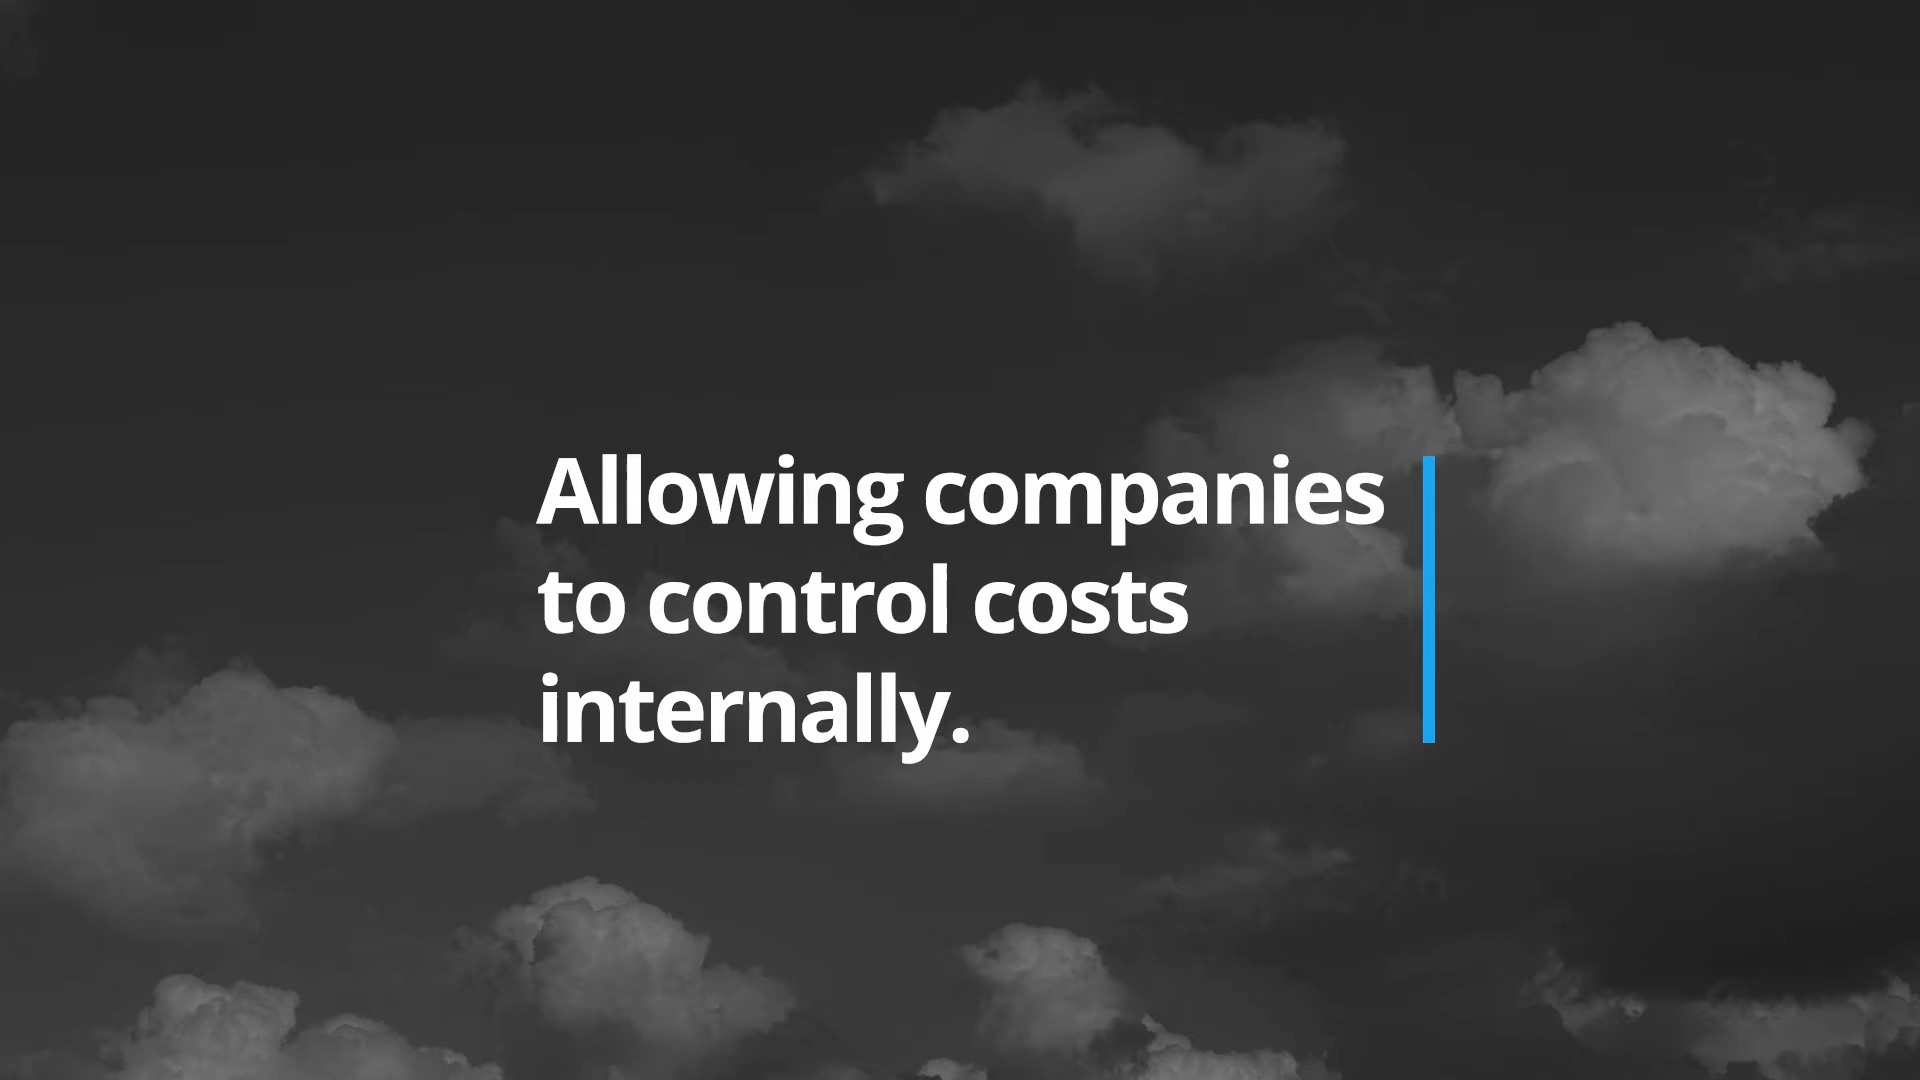 Allowing companies
to control costs
internally.